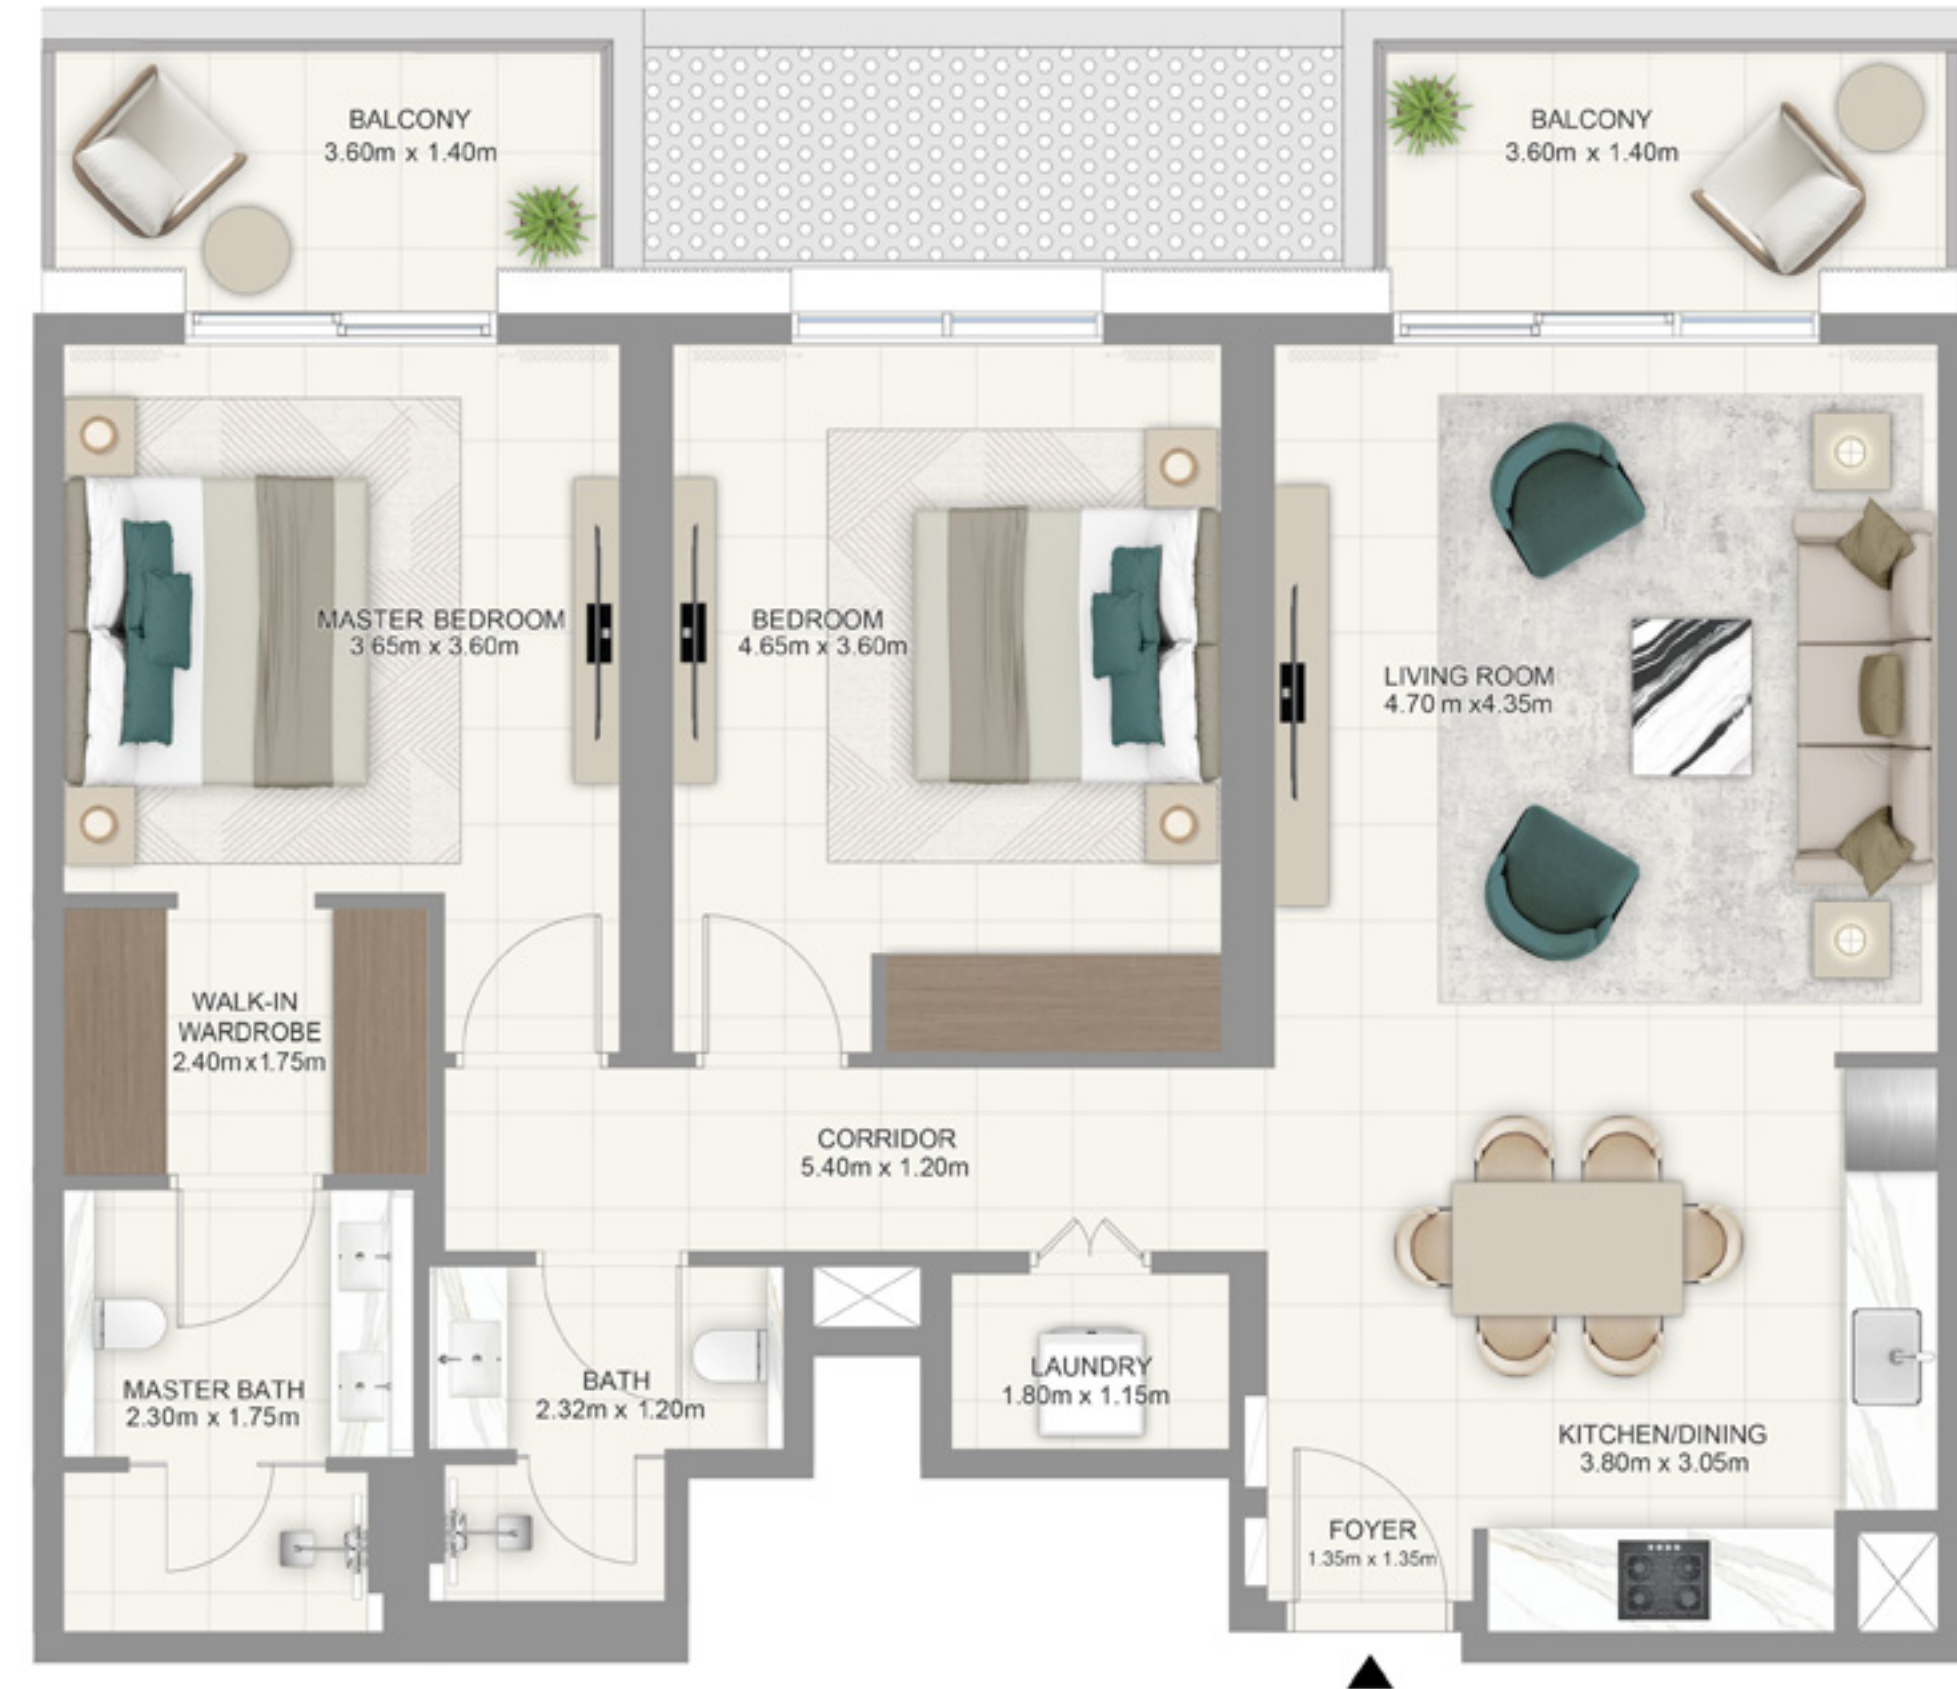 BALCONY
3.60m x 1.40m
BALCONY
3.60m x 1.40m
MASTER BEDROOM
3.65m x 3.60m
BEDROOM
4.65m x 3.60m
LIVING ROOM
4.70 m x4.35m
WALK-IN
WARDROBE
2.40m x1.75m
CORRIDOR
5.40m x 1.20m
MASTER BATH
2.30m x 1.75m
BATH
2.32m x 1.20m
LAUNDRY
1.80m x 1.15m
KITCHEN/DINING
3.80m x 3.05m
FOYER
1.35m x 1.35m